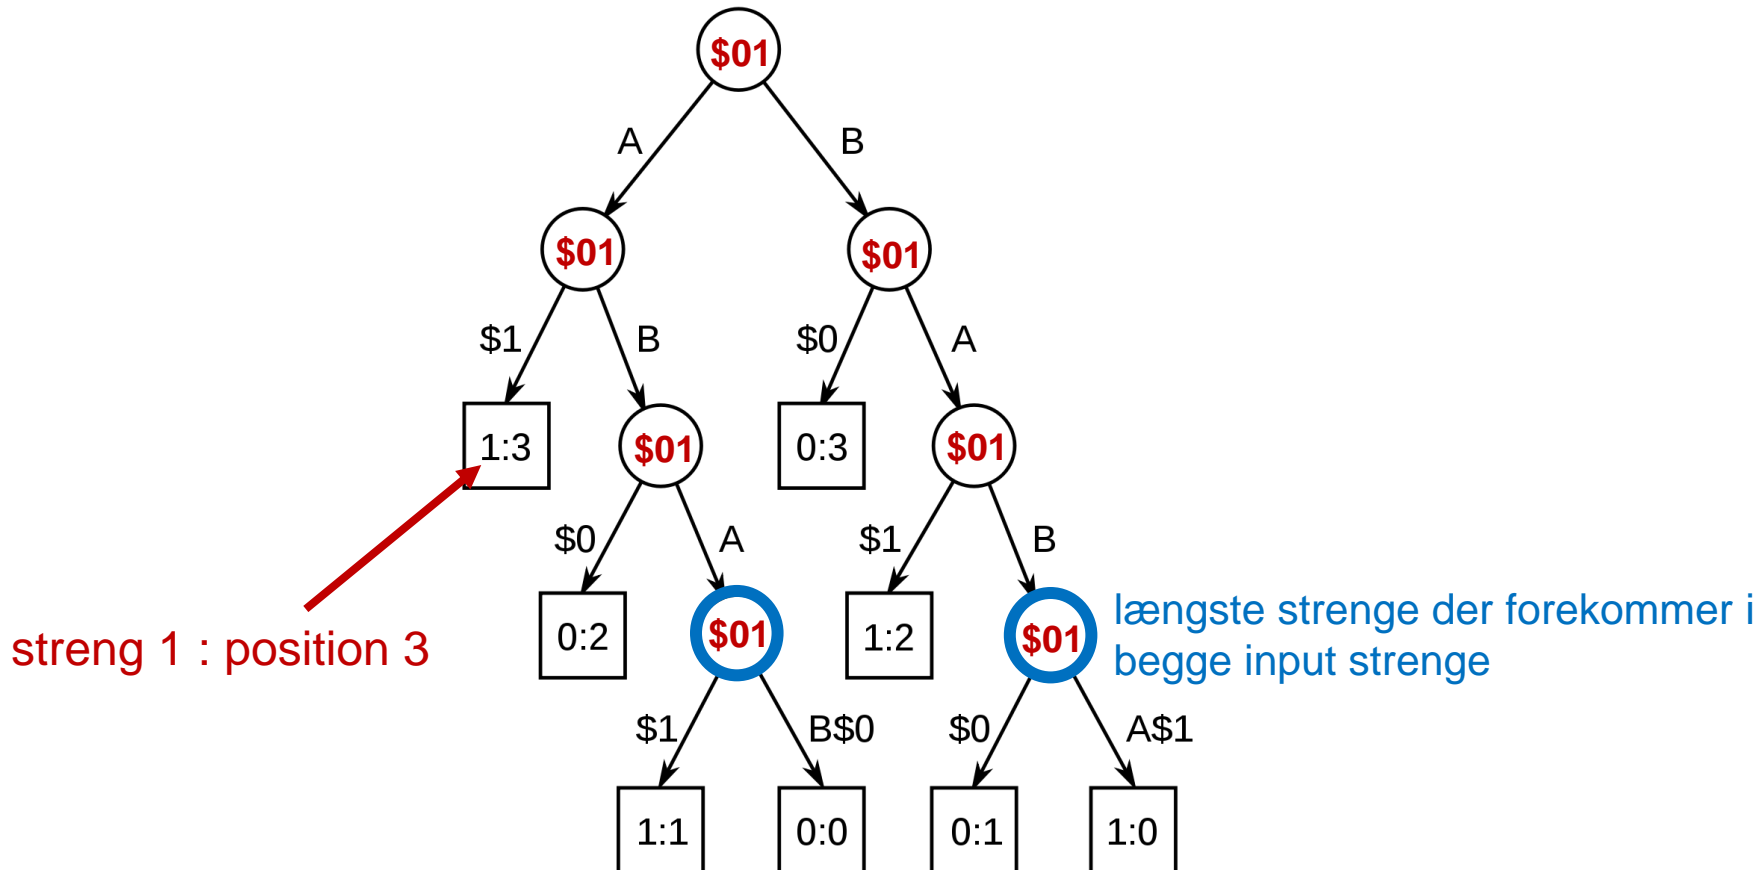 $01
A
B
$01
$01
$1
B
$0
A
1:3
$01
0:3
$01
$0
A
$1
B
streng 1 : position 3
0:2
$01
1:2
$01
længste strenge der forekommer i
begge input strenge
$1
B$0
$0
A$1
1:1
0:0
0:1
1:0